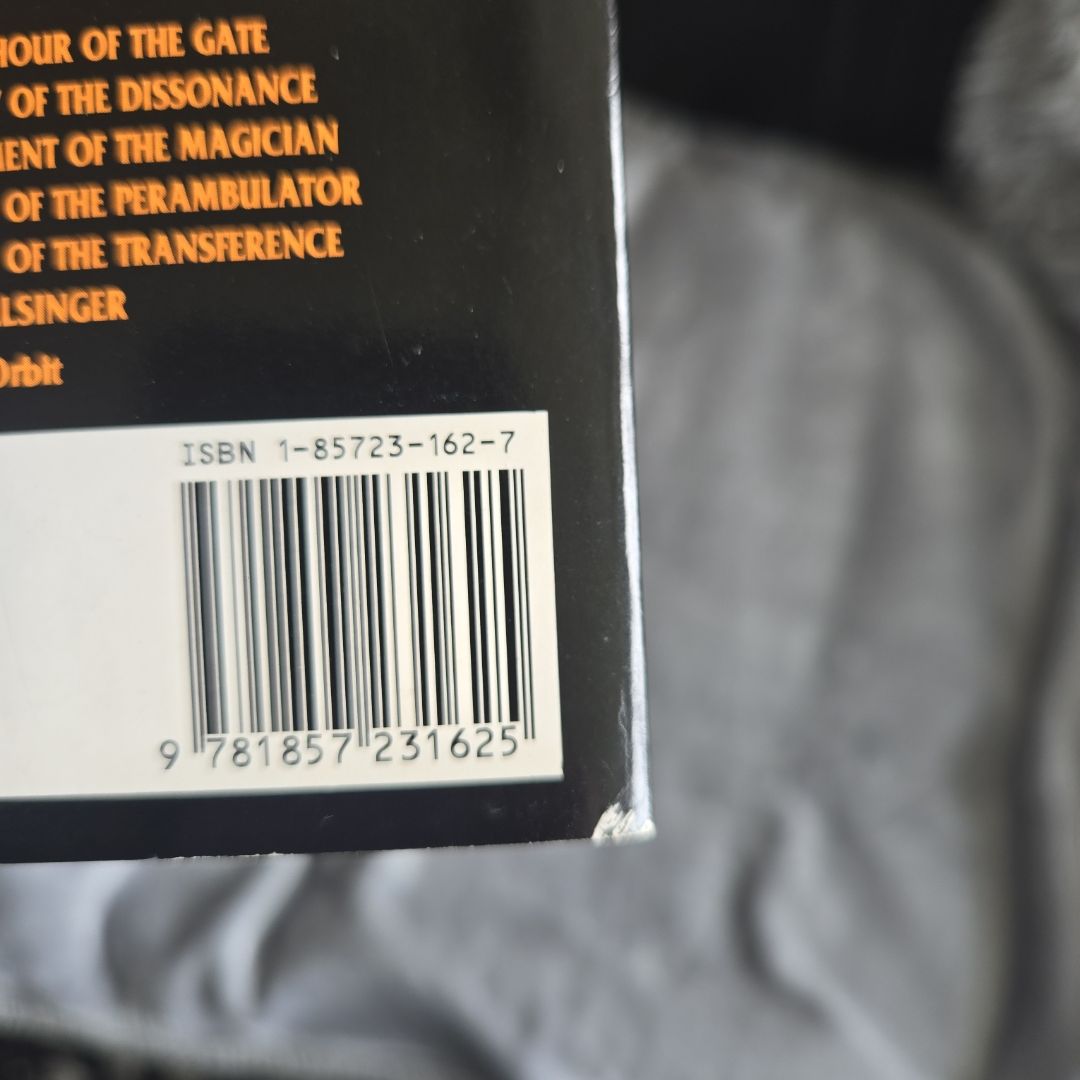 HOUR OF THE GATE
OF THE DISSONANCE
OF THE MAGICIAN
OF THE PERAMBULATOR
OF THE TRANSFERENCE
LSINGER
Orbit
ISBN 1-85723-162-7
9 781857 231625